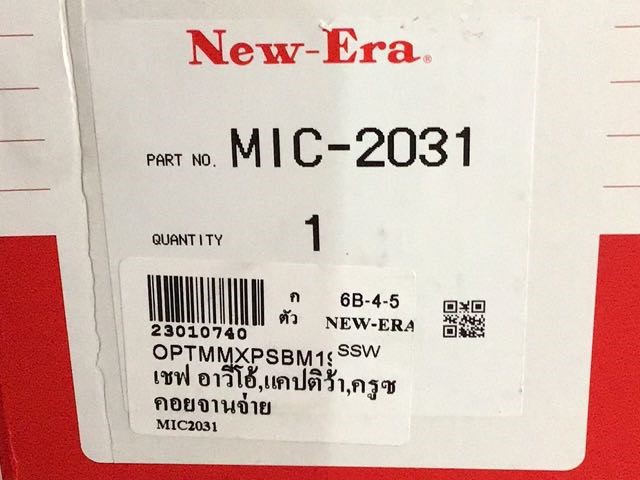 New-Era®
PART NO. MIC-2031
QUANTITY 1
ก 6B-4-5
ตัว NEW-ERA
23010740
SSW
เชฟ อาวีโอ้,แคปติว้า,ครูซ
คอยจานจ่าย
MIC2031